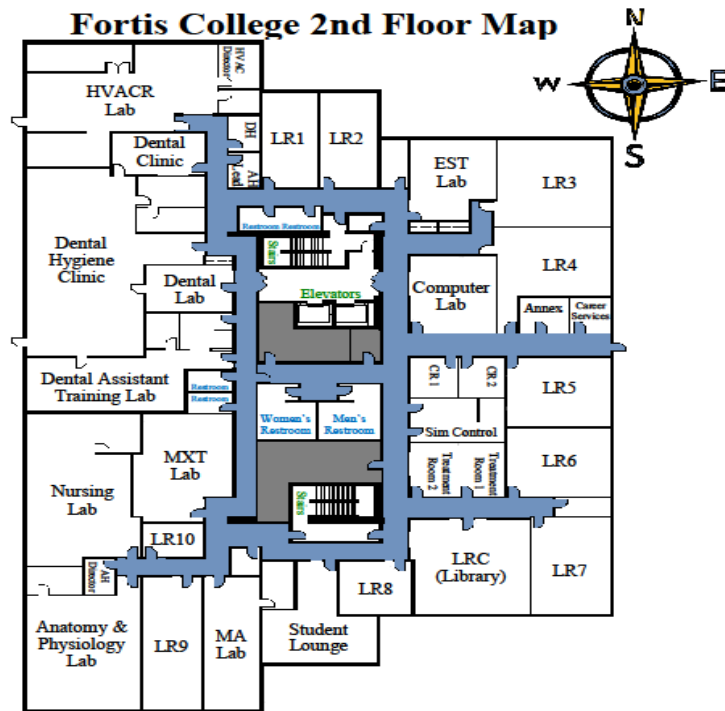 Fortis College 2nd Floor Map
N
W
E
S
HVAC
Director
HVACR
Lab
Dental
Clinic
DH
AH
Lead
LR1
LR2
EST
Lab
LR3
Restroom Restroom
Stairs
Dental
Hygiene
Clinic
Dental
Lab
Elevators
Computer
Lab
LR4
Annex
Career
Services
Dental Assistant
Training Lab
Restroom
Restroom
CR 1
CR 2
LR5
Women's
Restroom
Men's
Restroom
Sim Control
MXT
Lab
Nursing
Lab
Stairs
Treatment
Room 2
Treatment
Room 1
LR6
LR10
AH
Director
LRC
(Library)
LR7
LR8
Anatomy &
Physiology
Lab
LR9
MA
Lab
Student
Lounge